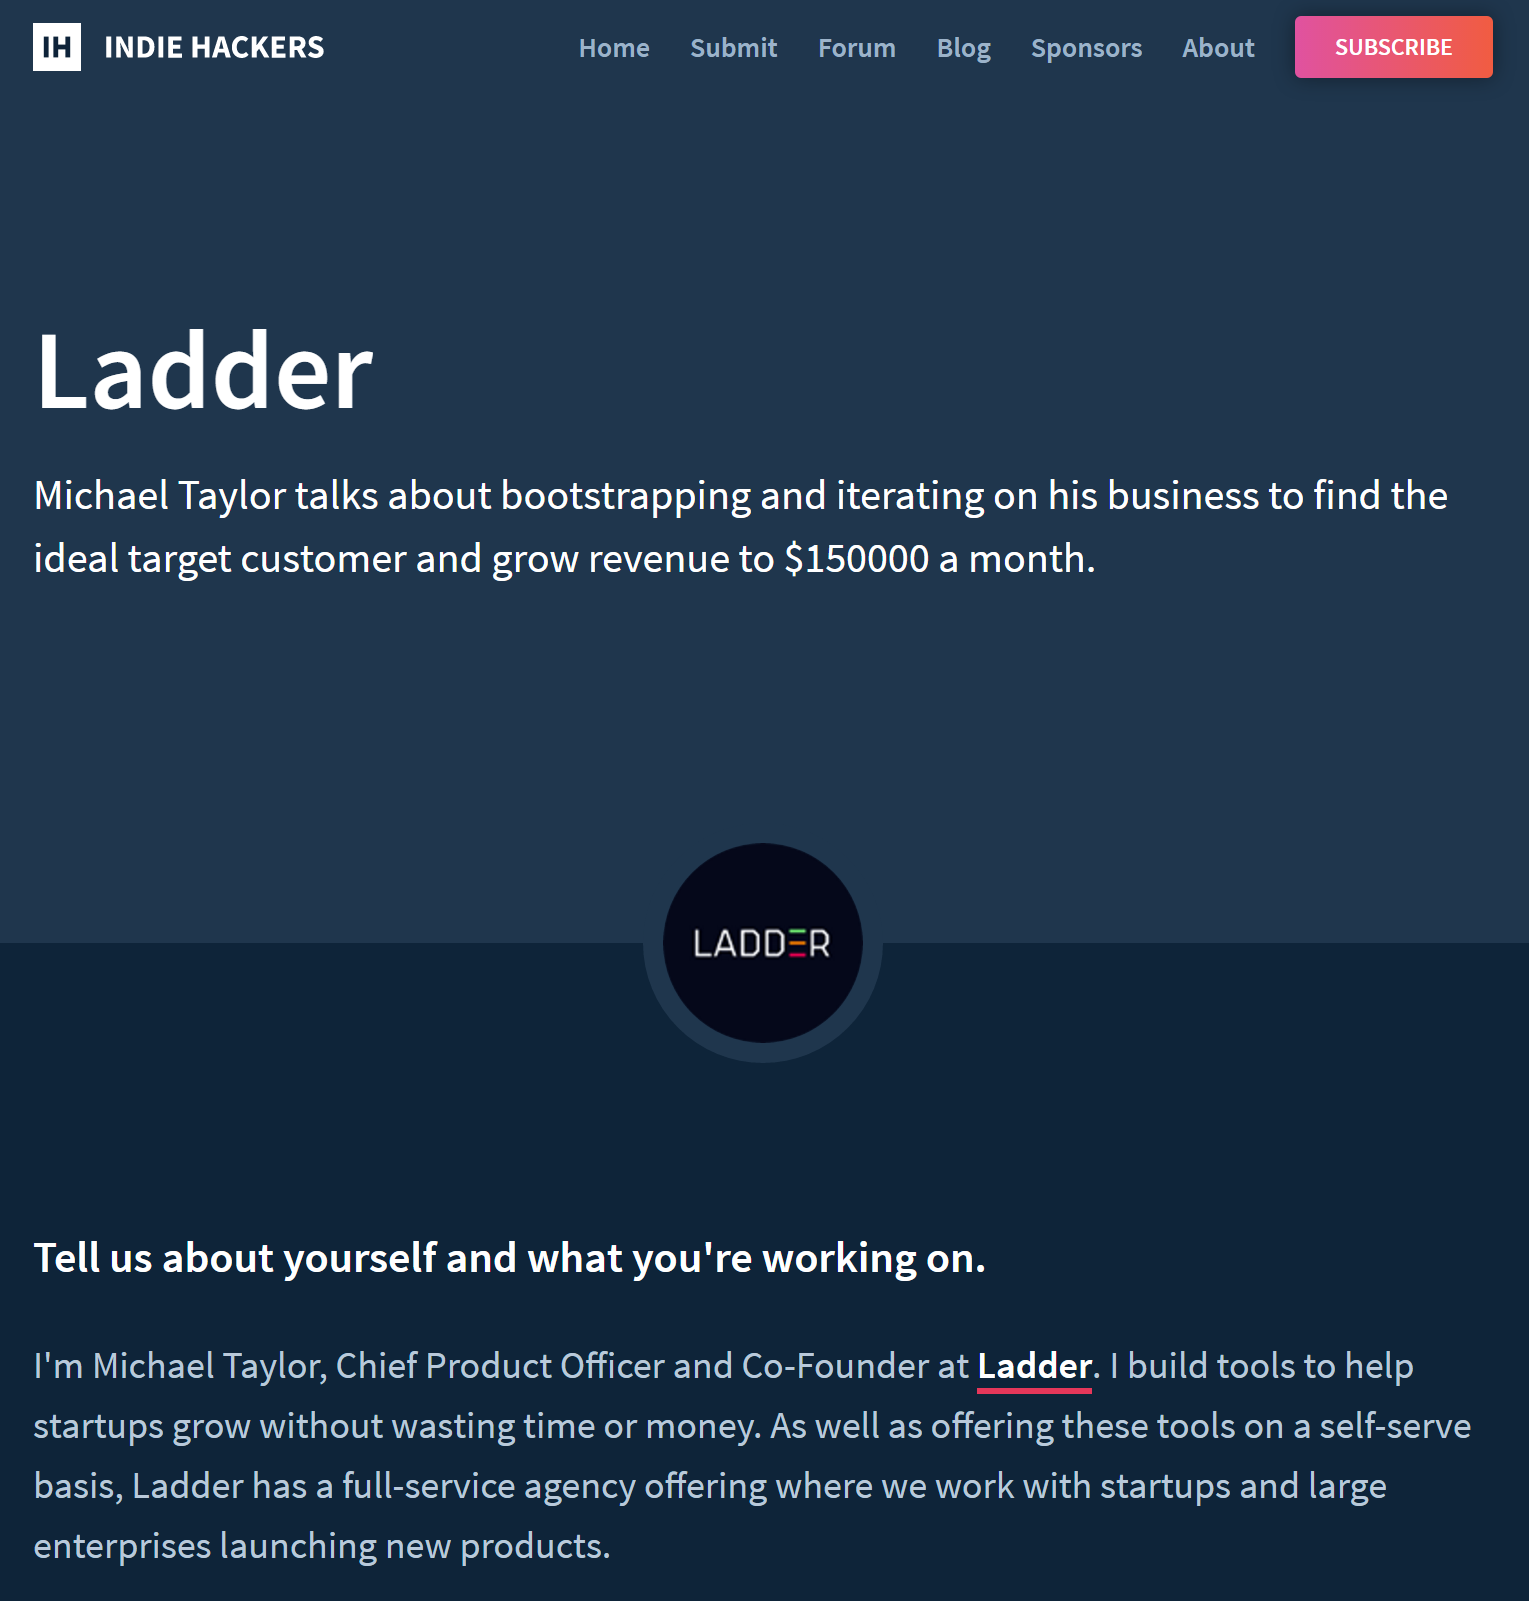 IH INDIE HACKERS Home Submit Forum Blog Sponsors About SUBSCRIBE
Ladder
Michael Taylor talks about bootstrapping and iterating on his business to find the
ideal target customer and grow revenue to $150000 a month.
LADDER
Tell us about yourself and what you're working on.
I'm Michael Taylor, Chief Product Officer and Co-Founder at Ladder. I build tools to help
startups grow without wasting time or money. As well as offering these tools on a self-serve
basis, Ladder has a full-service agency offering where we work with startups and large
enterprises launching new products.